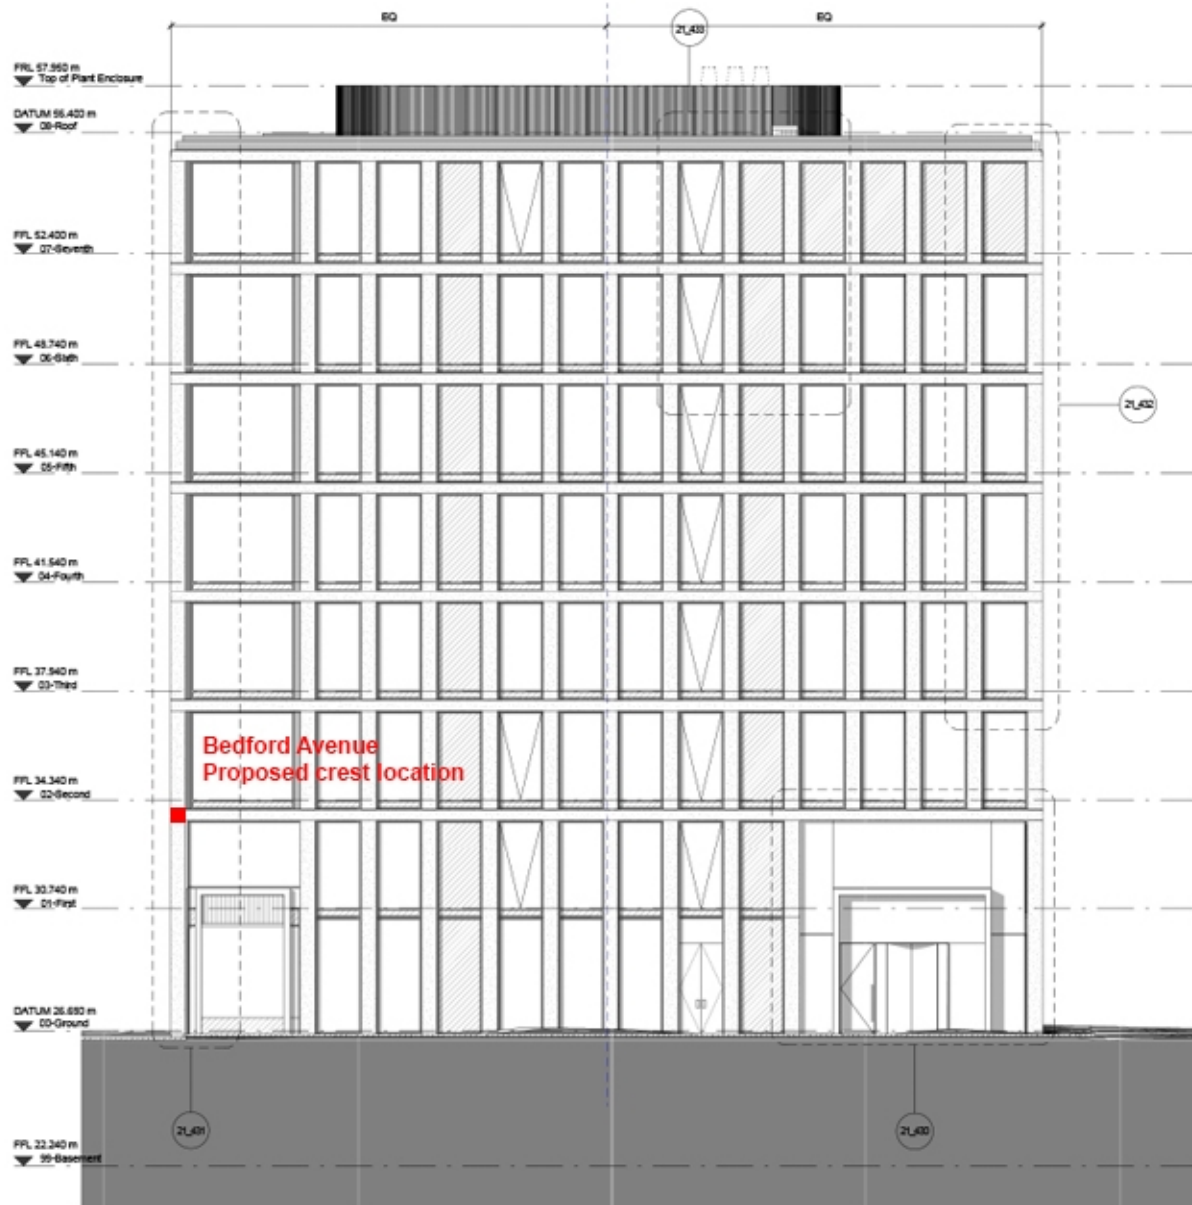 EQ
EQ
21_433
FRL 57.950 m
Top of Plant Enclosure
DATUM 55.400 m
08-Roof
FFL 52.400 m
07-Seventh
FFL 48.740 m
06-Sixth
21_432
FFL 45.140 m
05-Fifth
FFL 41.540 m
04-Fourth
FFL 37.940 m
03-Third
Bedford Avenue
Proposed crest location
FFL 34.340 m
02-Second
FFL 30.740 m
01-First
DATUM 26.650 m
00-Ground
21_431
21_430
FFL 22.240 m
99-Basement